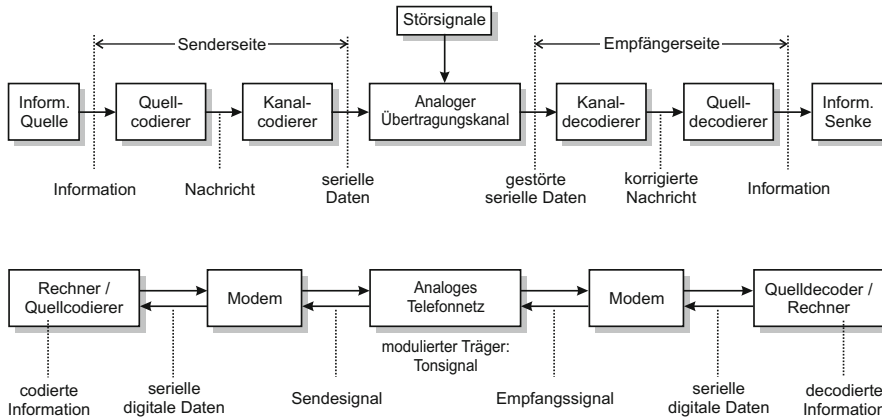 Störsignale
Senderseite
Empfängerseite
Inform.
Quelle
Quell-
codierer
Kanal-
codierer
Analoger
Übertragungskanal
Kanal-
decodierer
Quell-
decodierer
Inform.
Senke
Information
Nachricht
serielle
Daten
gestörte
serielle Daten
korrigierte
Nachricht
Information
Rechner /
Quellcodierer
Modem
Analoges
Telefonnetz
Modem
Quelldecoder /
Rechner
modulierter Träger:
Tonsignal
codierte
Information
serielle
digitale Daten
Sendesignal
Empfangssignal
serielle
digitale Daten
decodierte
Information